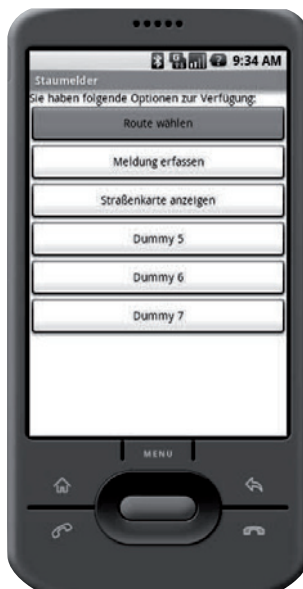 9:34 AM
Staumelder
Sie haben folgende Optionen zur Verfügung:
Route wählen
Meldung erfassen
Straßenkarte anzeigen
Dummy 5
Dummy 6
Dummy 7
MENU